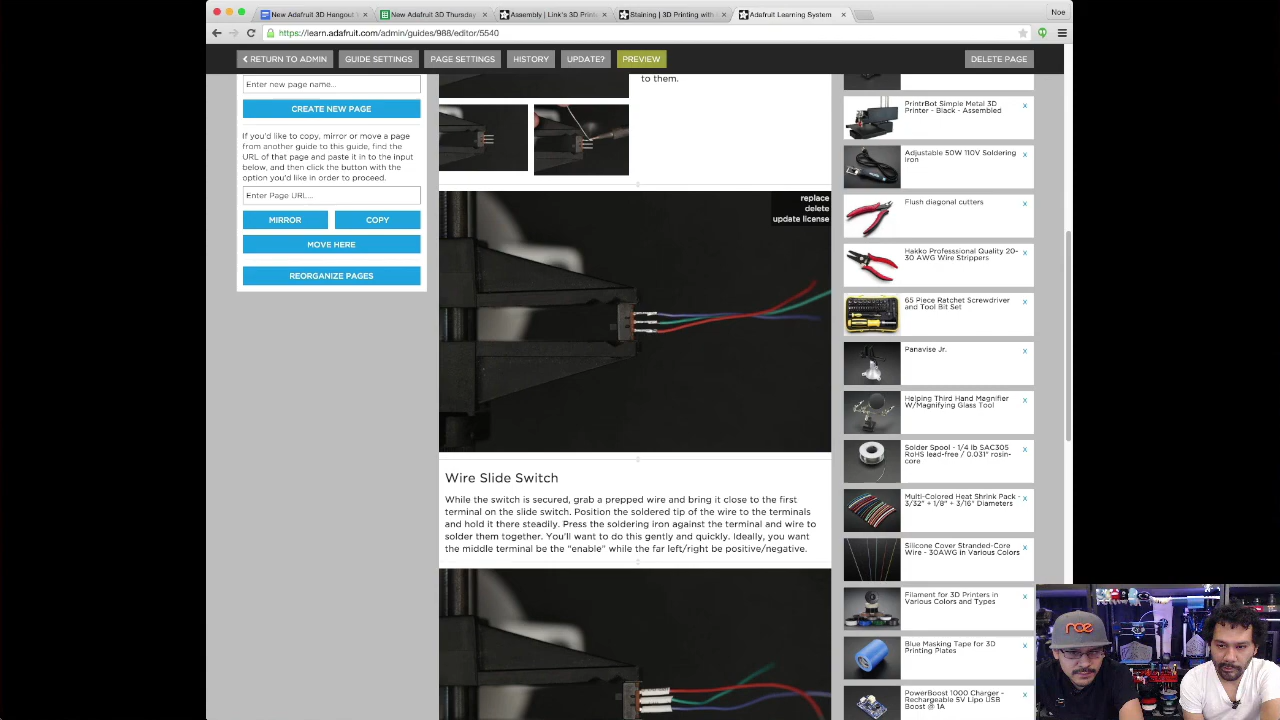 New Adafruit 3D Hangout
New Adafruit 3D Thursday
Assembly | Link's 3D Printe
Staining | 3D Printing with
Adafruit Learning System
Noe
https://learn.adafruit.com/admin/guides/988/editor/5540
RETURN TO ADMIN
GUIDE SETTINGS
PAGE SETTINGS
HISTORY
UPDATE?
PREVIEW
DELETE PAGE
Enter new page name...
CREATE NEW PAGE
If you'd like to copy, mirror or move a page
from another guide to this guide, find the
URL of that page and paste it in to the input
below, and then click the button with the
option you'd like in order to proceed.
Enter Page URL...
MIRROR
COPY
MOVE HERE
REORGANIZE PAGES
to them.
replace
delete
update license
Wire Slide Switch
While the switch is secured, grab a prepped wire and bring it close to the first
terminal on the slide switch. Position the soldered tip of the wire to the terminals
and hold it there steadily. Press the soldering iron against the terminal and wire to
solder them together. You'll want to do this gently and quickly. Ideally, you want
the middle terminal be the "enable" while the far left/right be positive/negative.
PrintrBot Simple Metal 3D
Printer - Black - Assembled
x
Adjustable 50W 110V Soldering
Iron
x
Flush diagonal cutters
x
Hakko Professsional Quality 20-
30 AWG Wire Strippers
x
65 Piece Ratchet Screwdriver
and Tool Bit Set
x
Panavise Jr.
x
Helping Third Hand Magnifier
W/Magnifying Glass Tool
x
Solder Spool - 1/4 lb SAC305
RoHS lead-free / 0.031" rosin-
core
x
Multi-Colored Heat Shrink Pack -
3/32" + 1/8" + 3/16" Diameters
x
Silicone Cover Stranded-Core
Wire - 30AWG in Various Colors
x
Filament for 3D Printers in
Various Colors and Types
x
Blue Masking Tape for 3D
Printing Plates
x
PowerBoost 1000 Charger -
Rechargeable 5V Lipo USB
Boost @ 1A
x
noe